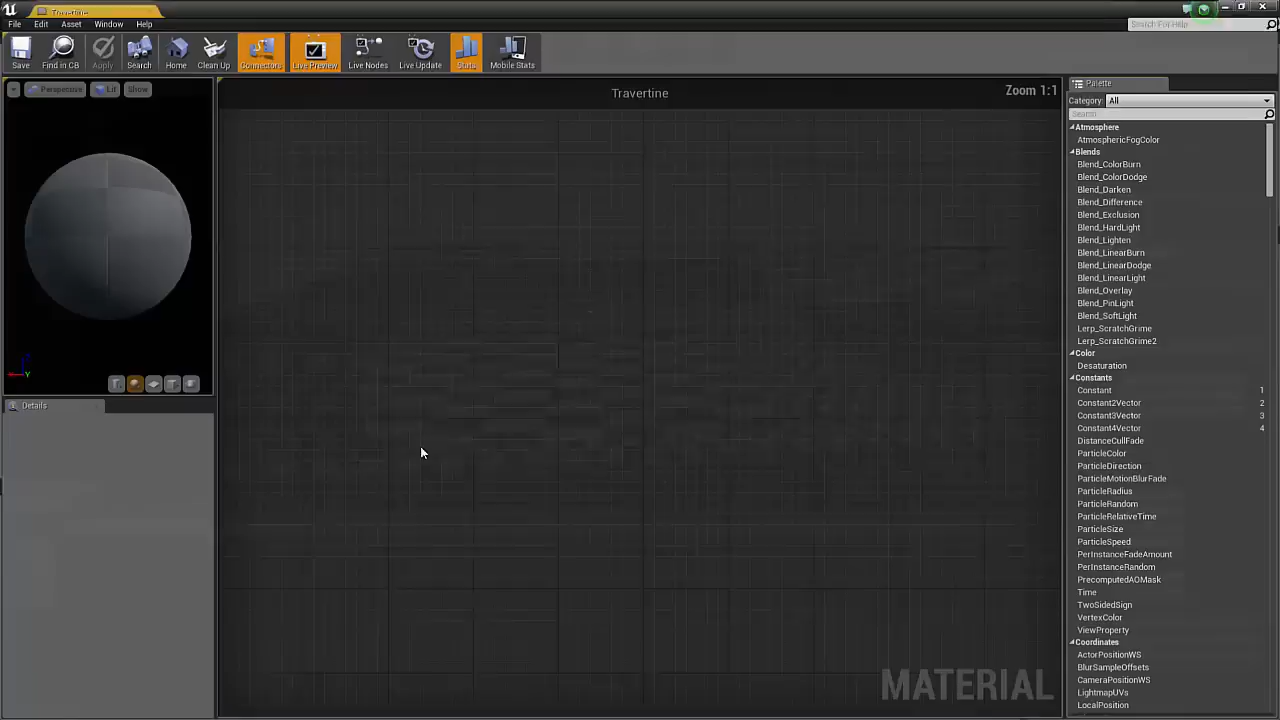 Travertine
File Edit Asset Window Help
Search For Help
Save Find in CB Apply Search Home Clean Up Connectors Live Preview Live Nodes Live Update Stats Mobile Stats
Perspective Lit Show
Travertine
Zoom 1:1
Palette
Category: All
Search
Atmosphere
AtmosphericFogColor
Blends
Blend_ColorBurn
Blend_ColorDodge
Blend_Darken
Blend_Difference
Blend_Exclusion
Blend_HardLight
Blend_Lighten
Blend_LinearBurn
Blend_LinearDodge
Blend_LinearLight
Blend_Overlay
Blend_PinLight
Blend_SoftLight
Lerp_ScratchGrime
Lerp_ScratchGrime2
Color
Desaturation
Constants
Constant 1
Constant2Vector 2
Constant3Vector 3
Constant4Vector 4
DistanceCullFade
ParticleColor
ParticleDirection
ParticleMotionBlurFade
ParticleRadius
ParticleRandom
ParticleRelativeTime
ParticleSize
ParticleSpeed
PerInstanceFadeAmount
PerInstanceRandom
PrecomputedAOMask
Time
TwoSidedSign
VertexColor
ViewProperty
Coordinates
ActorPositionWS
BlurSampleOffsets
CameraPositionWS
LightmapUVs
LocalPosition
Y
Details
MATERIAL